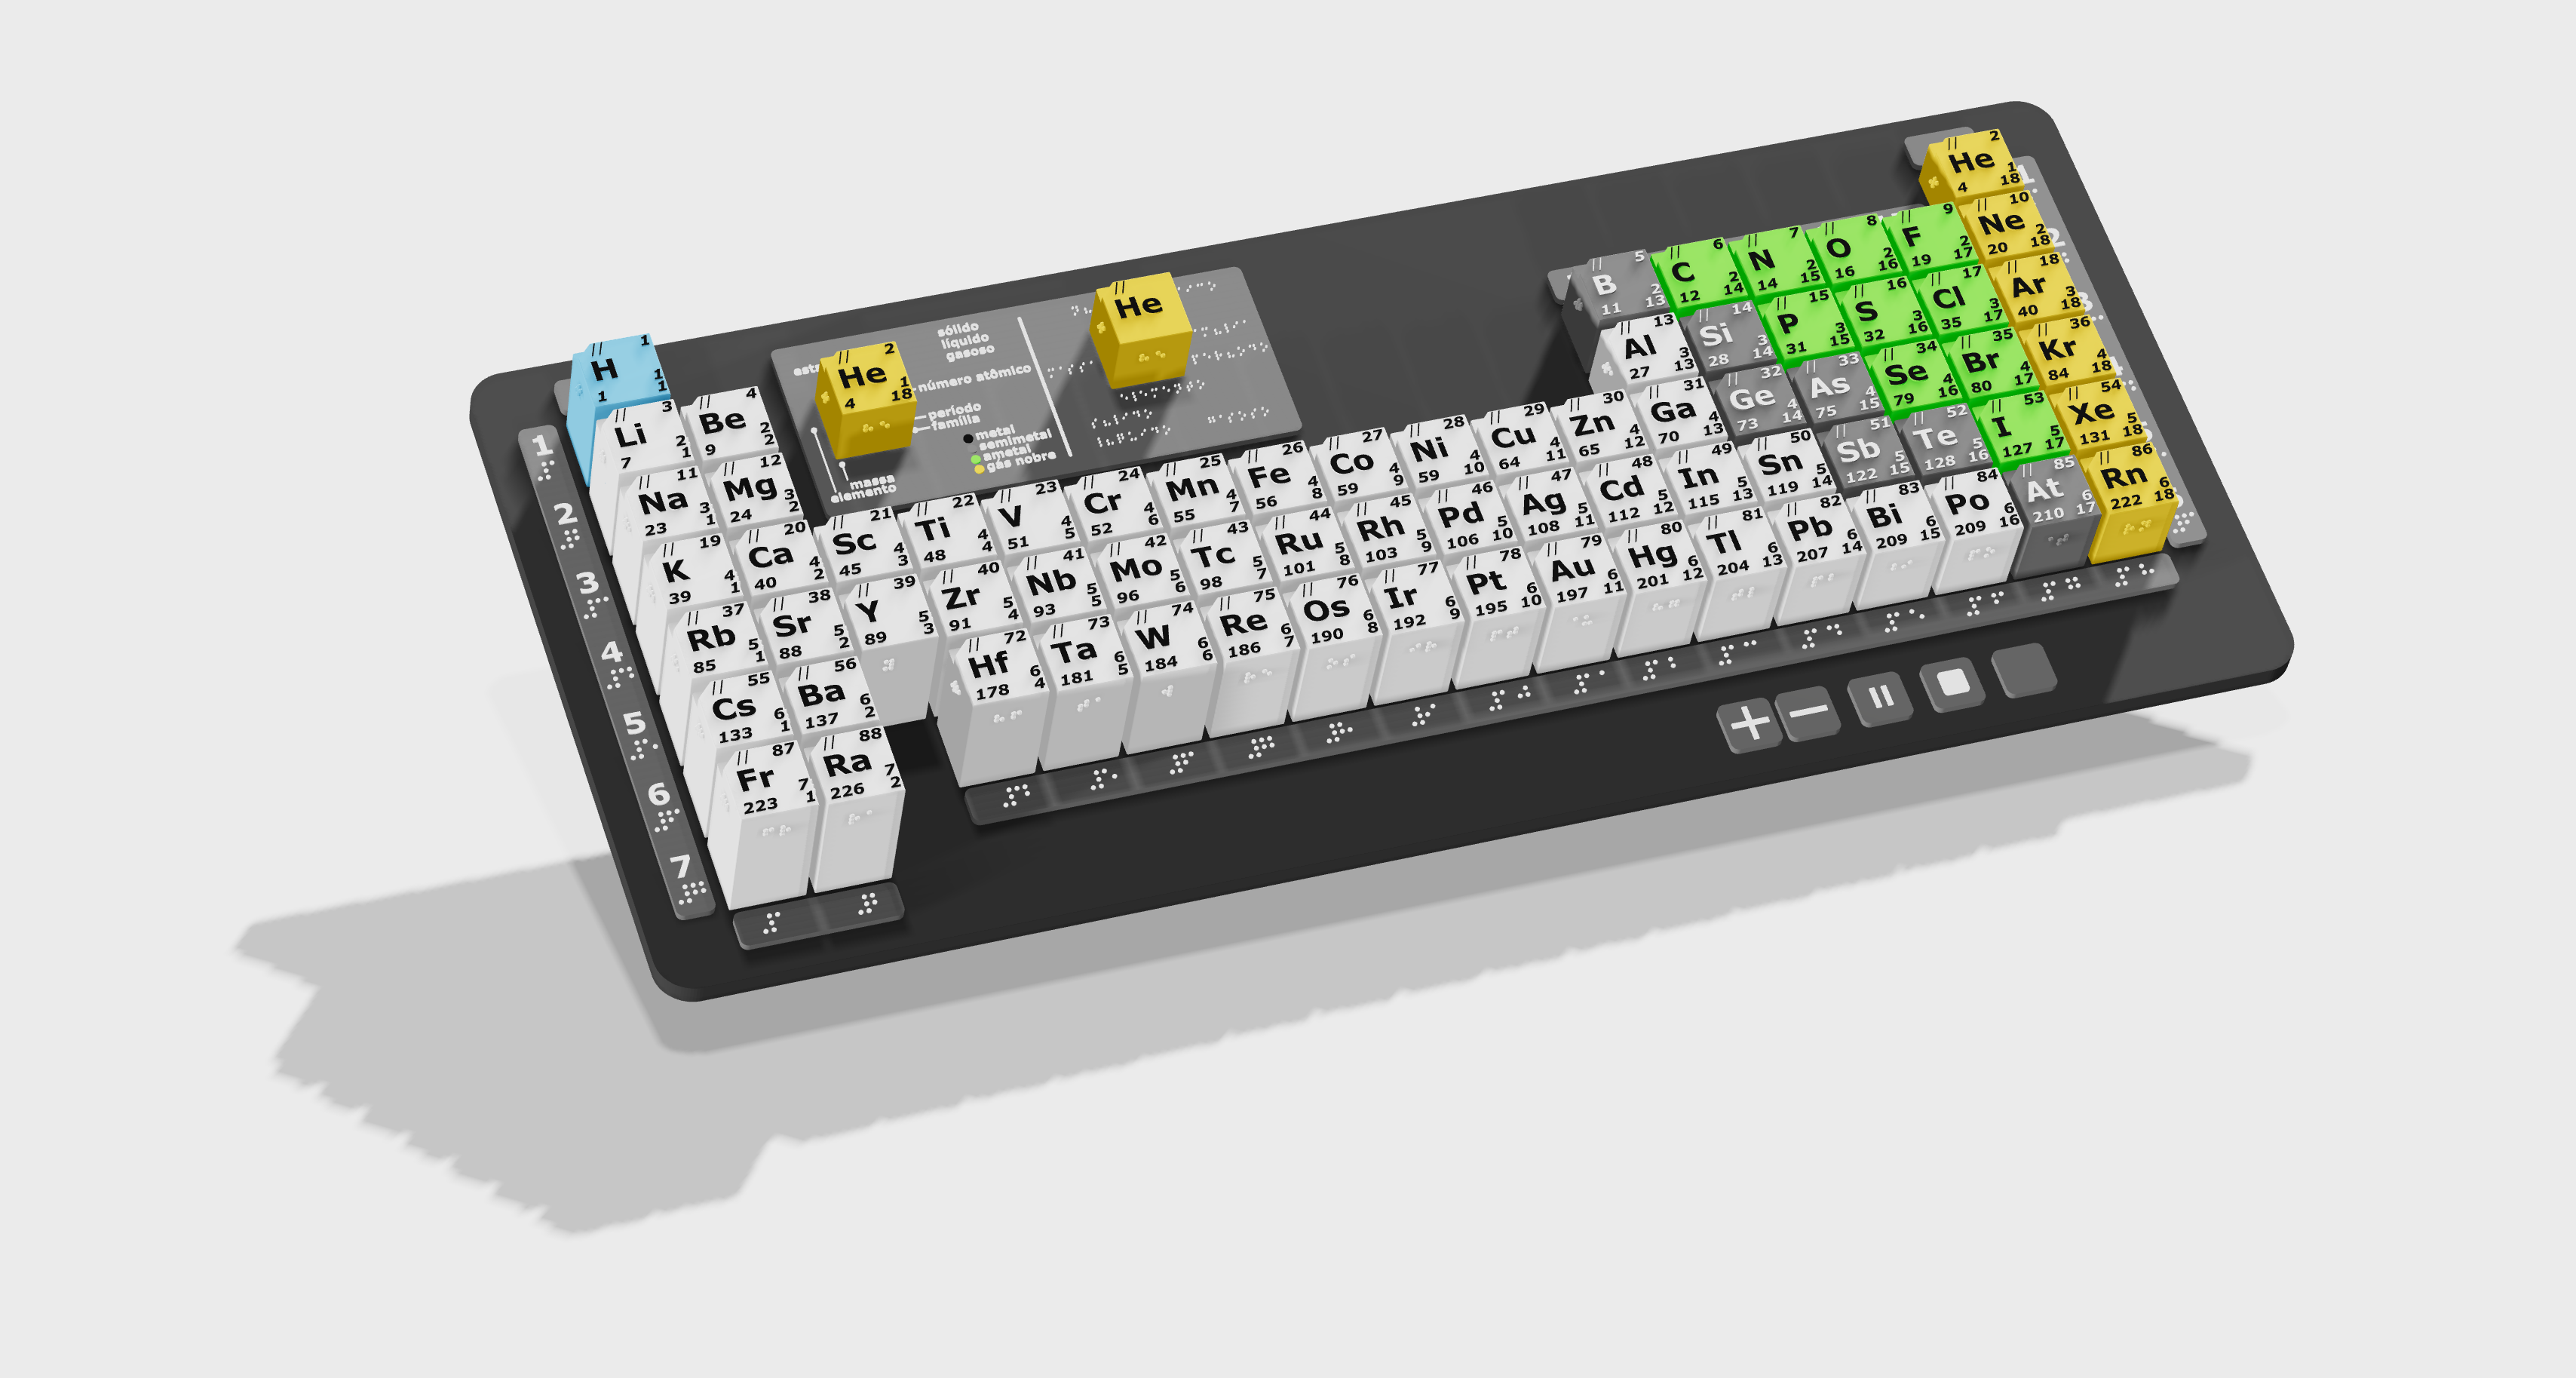 H 1 1 1 1
He 2 1 4 18
Li 3 2 7 1
Be 4 2 9 2
B 5 2 11 13
C 6 2 12 14
N 7 2 14 15
O 8 2 16 16
F 9 2 19 17
Ne 10 2 20 18
Na 11 3 23 1
Mg 12 3 24 2
Al 13 3 27 13
Si 14 3 28 14
P 15 3 31 15
S 16 3 32 16
Cl 17 3 35 17
Ar 18 3 40 18
K 19 4 39 1
Ca 20 4 40 2
Sc 21 4 45 3
Ti 22 4 48 4
V 23 4 51 5
Cr 24 4 52 6
Mn 25 4 55 7
Fe 26 4 56 8
Co 27 4 59 9
Ni 28 4 59 10
Cu 29 4 64 11
Zn 30 4 65 12
Ga 31 4 70 13
Ge 32 4 73 14
As 33 4 75 15
Se 34 4 79 16
Br 35 4 80 17
Kr 36 4 84 18
Rb 37 5 85 1
Sr 38 5 88 2
Y 39 5 89 3
Zr 40 5 91 4
Nb 41 5 93 5
Mo 42 5 96 6
Tc 43 5 98 7
Ru 44 5 101 8
Rh 45 5 103 9
Pd 46 5 106 10
Ag 47 5 108 11
Cd 48 5 112 12
In 49 5 115 13
Sn 50 5 119 14
Sb 51 5 122 15
Te 52 5 128 16
I 53 5 127 17
Xe 54 5 131 18
Cs 55 6 133 1
Ba 56 6 137 2
Hf 72 6 178 4
Ta 73 6 181 5
W 74 6 184 6
Re 75 6 186 7
Os 76 6 190 8
Ir 77 6 192 9
Pt 78 6 195 10
Au 79 6 197 11
Hg 80 6 201 12
Tl 81 6 204 13
Pb 82 6 207 14
Bi 83 6 209 15
Po 84 6 209 16
At 85 6 210 17
Rn 86 6 222 18
Fr 87 7 223 1
Ra 88 7 226 2
He 2 1 4 18
sólido
líquido
gasoso
número atômico
período
família
metal
semimetal
ametal
gás nobre
massa
elemento
He
1
2
3
4
5
6
7